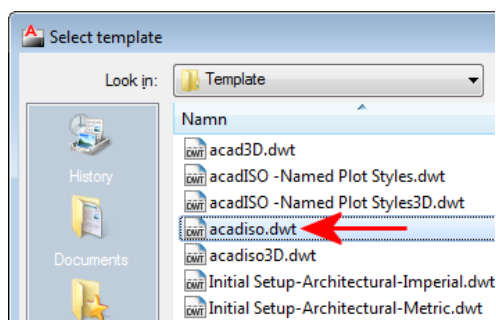 Select template
Look in:
Template
Namn
acad3D.dwt
History
acadISO -Named Plot Styles.dwt
acadISO -Named Plot Styles3D.dwt
acadiso.dwt
acadiso3D.dwt
Documents
Initial Setup-Architectural-Imperial.dwt
Initial Setup-Architectural-Metric.dwt